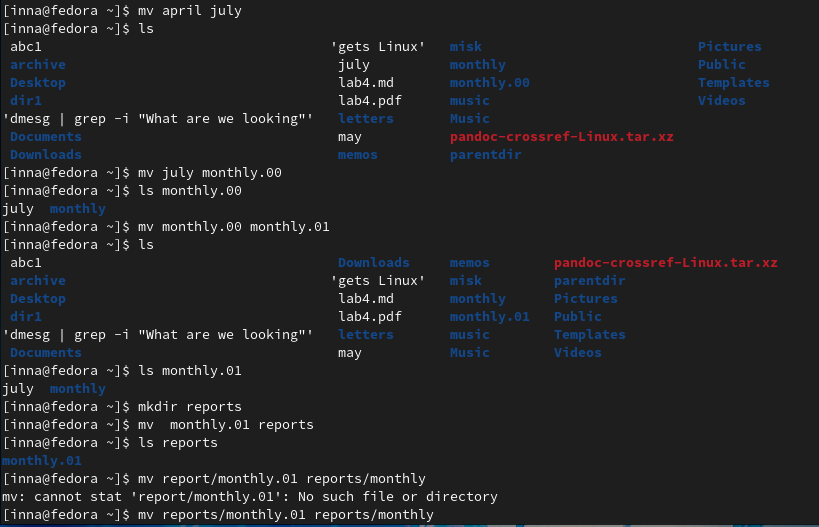 [inna@fedora ~]$ mv april july
[inna@fedora ~]$ ls
abc1 'gets Linux' misk Pictures
archive july monthly Public
Desktop lab4.md monthly.00 Templates
dir1 lab4.pdf music Videos
'dmesg | grep -i "What are we looking"' letters Music
Documents may pandoc-crossref-Linux.tar.xz
Downloads memos parentdir
[inna@fedora ~]$ mv july monthly.00
[inna@fedora ~]$ ls monthly.00
july monthly
[inna@fedora ~]$ mv monthly.00 monthly.01
[inna@fedora ~]$ ls
abc1 Downloads memos pandoc-crossref-Linux.tar.xz
archive 'gets Linux' misk parentdir
Desktop lab4.md monthly Pictures
dir1 lab4.pdf monthly.01 Public
'dmesg | grep -i "What are we looking"' letters music Templates
Documents may Music Videos
[inna@fedora ~]$ ls monthly.01
july monthly
[inna@fedora ~]$ mkdir reports
[inna@fedora ~]$ mv  monthly.01 reports
[inna@fedora ~]$ ls reports
monthly.01
[inna@fedora ~]$ mv report/monthly.01 reports/monthly
mv: cannot stat 'report/monthly.01': No such file or directory
[inna@fedora ~]$ mv reports/monthly.01 reports/monthly